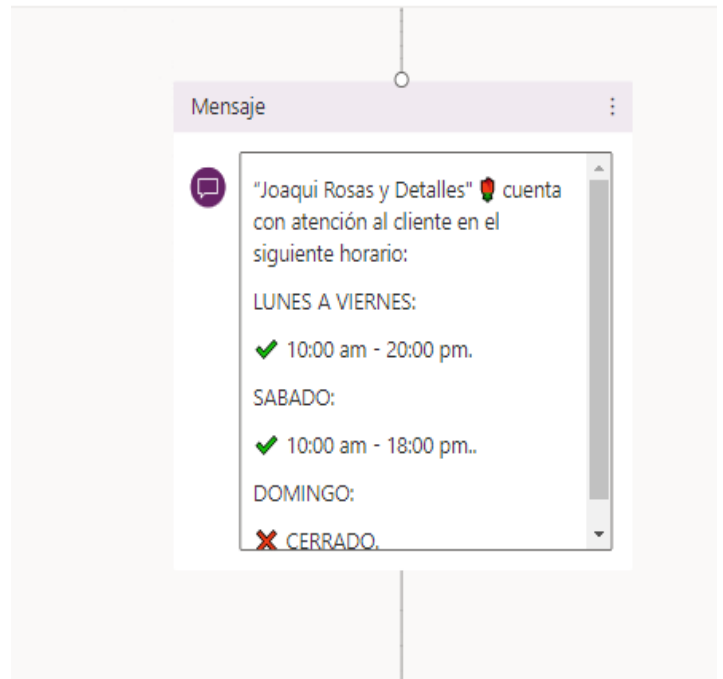 Mensaje
"Joaqui Rosas y Detalles" 🌹 cuenta
con atención al cliente en el
siguiente horario:
LUNES A VIERNES:
✔ 10:00 am - 20:00 pm.
SABADO:
✔ 10:00 am - 18:00 pm..
DOMINGO:
❌ CERRADO.